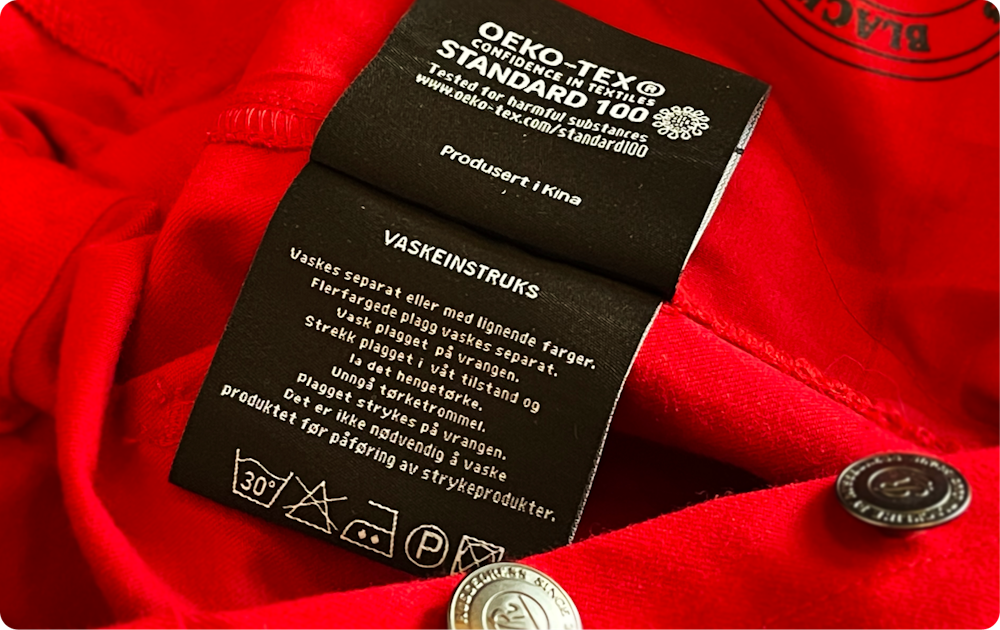 OEKO-TEX®
CONFIDENCE IN TEXTILES
STANDARD 100
Tested for harmful substances
www.oeko-tex.com/standard100
Produsert i Kina
VASKEINSTRUKS
Vaskes separat eller med lignende farger.
Flerfargede plagg vaskes separat.
Vask plagget på vrangen.
Strekk plagget i våt tilstand og
la det hengetørke.
Unngå tørketrommel.
plagget strykes på vrangen.
Det er ikke nødvendig å vaske
produktet før påføring av strykeprodukter.
30°
P
BLACK
SINCE